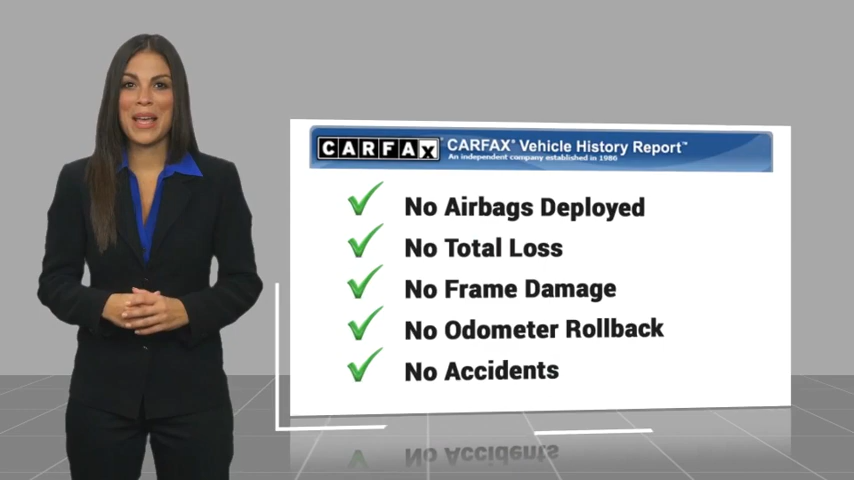 CARFAX® CARFAX® Vehicle History Report™
An independent company established in 1986
No Airbags Deployed
No Total Loss
No Frame Damage
No Odometer Rollback
No Accidents
No Accidents